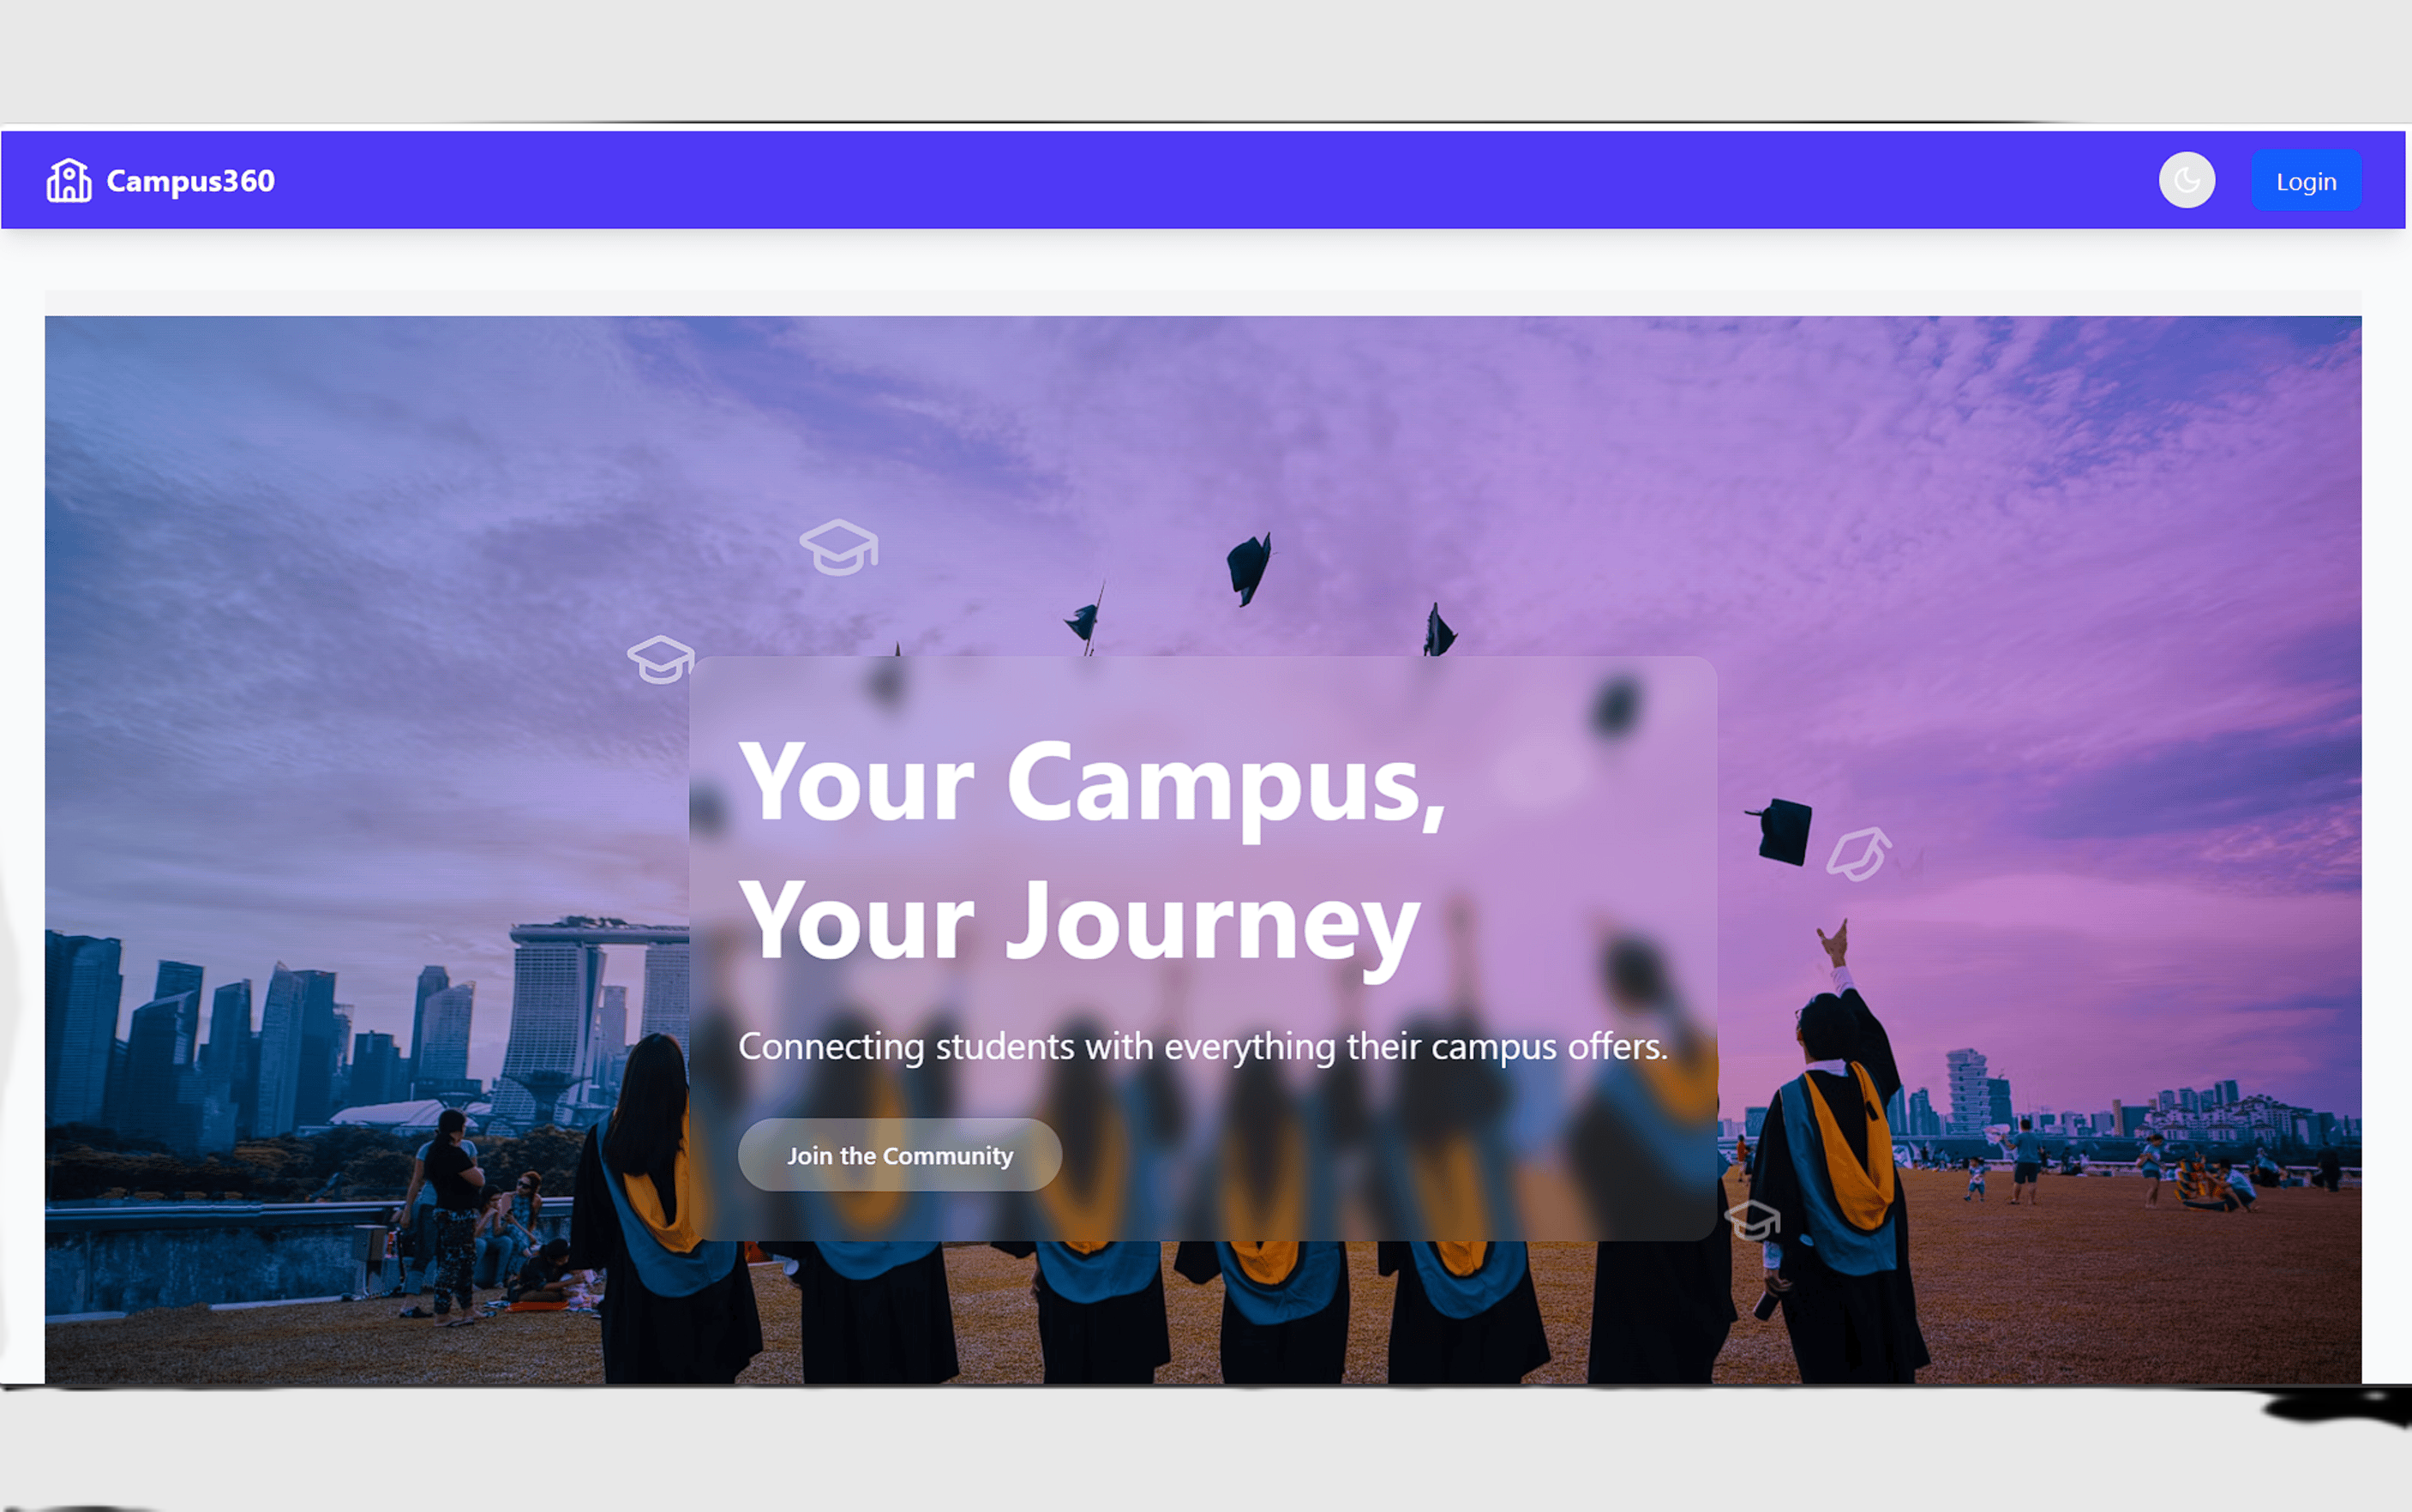 Campus360
Login
Your Campus,
Your Journey
Connecting students with everything their campus offers.
Join the Community